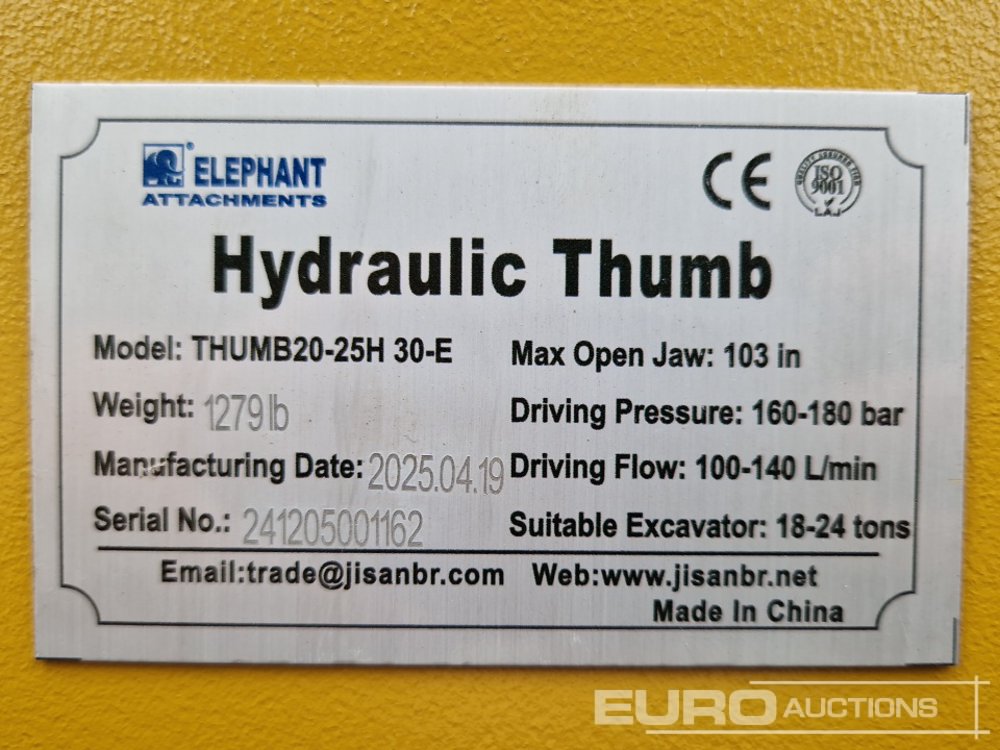 ELEPHANT ®
ATTACHMENTS
CE
ISO
9001
Hydraulic Thumb
Model: THUMB20-25H 30-E
Max Open Jaw: 103 in
Weight: 1279lb
Driving Pressure: 160-180 bar
Manufacturing Date: 2025.04.19
Driving Flow: 100-140 L/min
Serial No.: 241205001162
Suitable Excavator: 18-24 tons
Email:trade@jisanbr.com Web:www.jisanbr.net
Made In China
EURO AUCTIONS